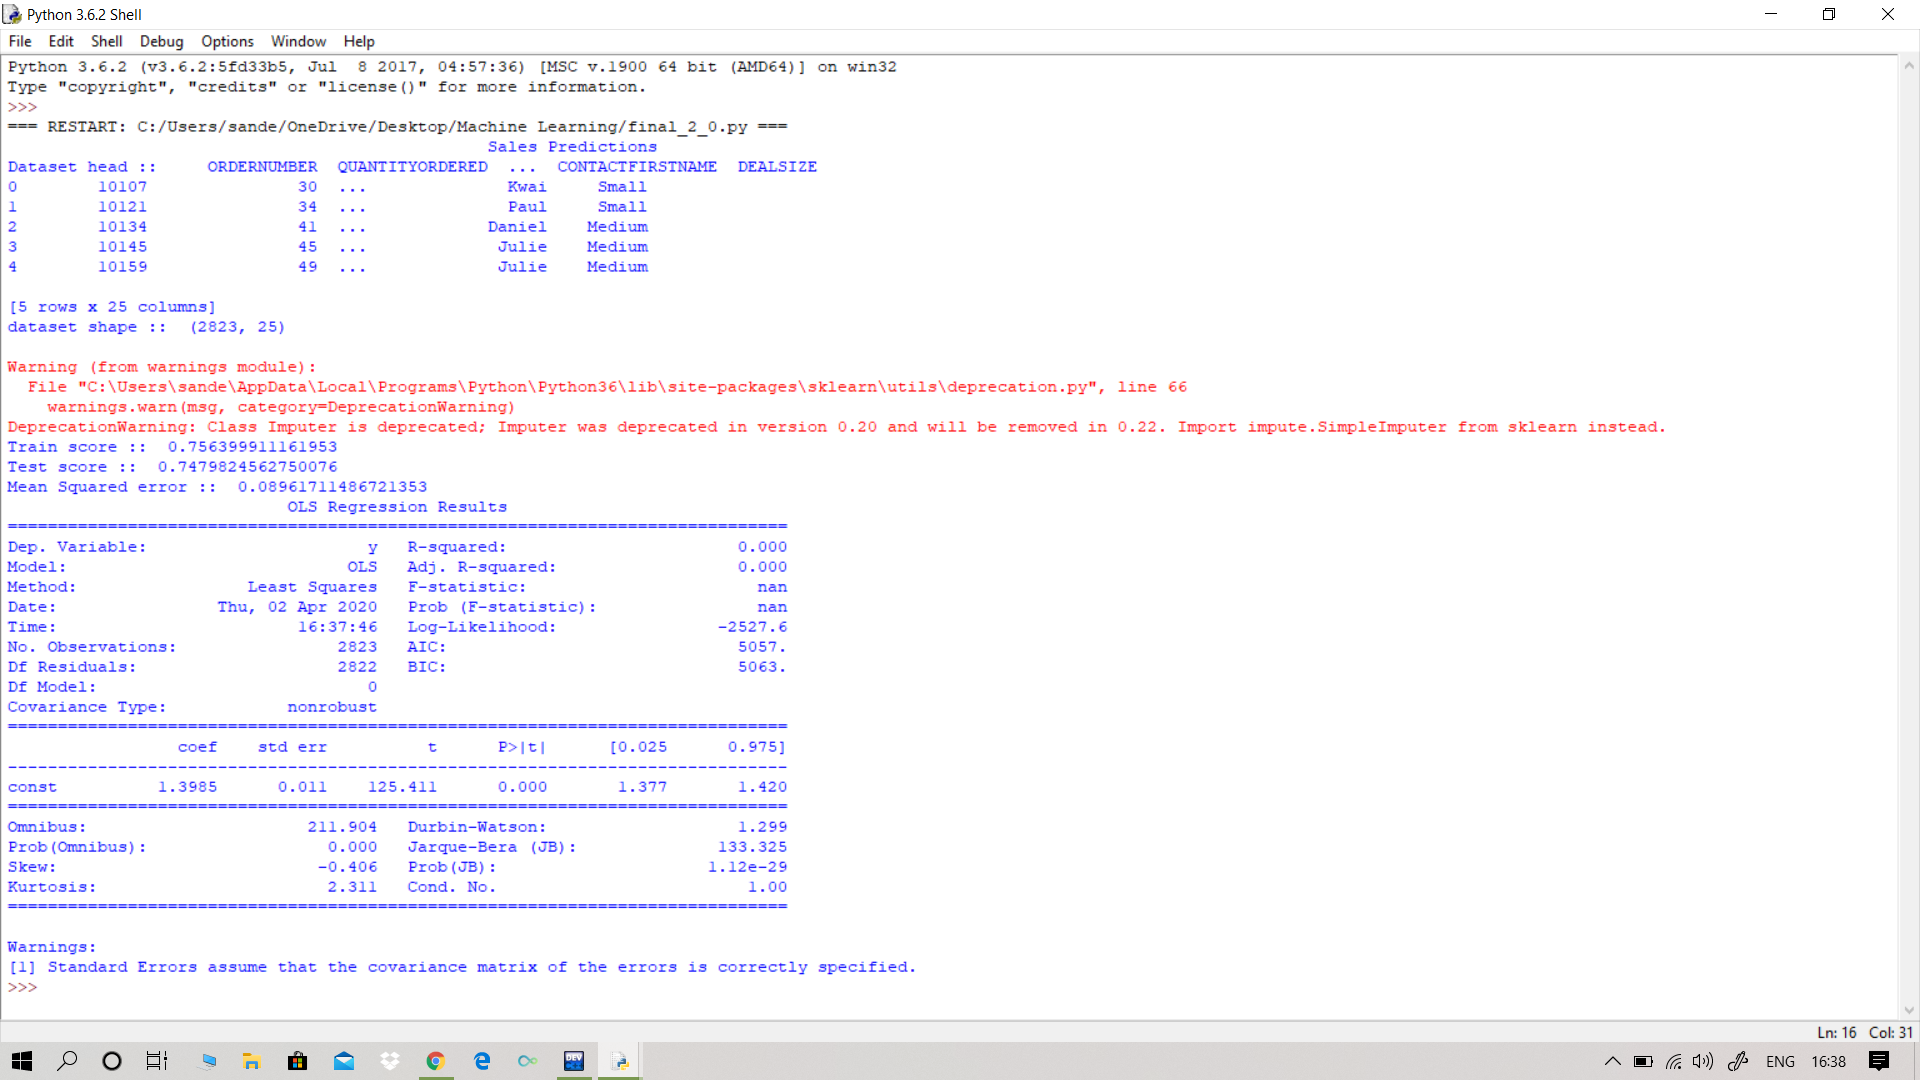 Python 3.6.2 Shell
File Edit Shell Debug Options Window Help
Python 3.6.2 (v3.6.2:5fd33b5, Jul  8 2017, 04:57:36) [MSC v.1900 64 bit (AMD64)] on win32
Type "copyright", "credits" or "license()" for more information.
>>>
=== RESTART: C:/Users/sande/OneDrive/Desktop/Machine Learning/final_2_0.py ===
Sales Predictions
Dataset head ::     ORDERNUMBER  QUANTITYORDERED  ...  CONTACTFIRSTNAME  DEALSIZE
0        10107               30  ...              Kwai     Small
1        10121               34  ...              Paul     Small
2        10134               41  ...            Daniel    Medium
3        10145               45  ...             Julie    Medium
4        10159               49  ...             Julie    Medium
[5 rows x 25 columns]
dataset shape ::  (2823, 25)
Warning (from warnings module):
File "C:\Users\sande\AppData\Local\Programs\Python\Python36\lib\site-packages\sklearn\utils\deprecation.py", line 66
warnings.warn(msg, category=DeprecationWarning)
DeprecationWarning: Class Imputer is deprecated; Imputer was deprecated in version 0.20 and will be removed in 0.22. Import impute.SimpleImputer from sklearn instead.
Train score ::  0.756399911161953
Test score ::  0.7479824562750076
Mean Squared error ::  0.08961711486721353
OLS Regression Results
==============================================================================
Dep. Variable:                      y   R-squared:                       0.000
Model:                            OLS   Adj. R-squared:                  0.000
Method:                 Least Squares   F-statistic:                       nan
Date:                Thu, 02 Apr 2020   Prob (F-statistic):                nan
Time:                        16:37:46   Log-Likelihood:                -2527.6
No. Observations:                2823   AIC:                             5057.
Df Residuals:                    2822   BIC:                             5063.
Df Model:                           0
Covariance Type:            nonrobust
==============================================================================
coef    std err          t      P>|t|      [0.025      0.975]
------------------------------------------------------------------------------
const          1.3985      0.011    125.411      0.000       1.377       1.420
==============================================================================
Omnibus:                      211.904   Durbin-Watson:                   1.299
Prob(Omnibus):                  0.000   Jarque-Bera (JB):              133.325
Skew:                          -0.406   Prob(JB):                     1.12e-29
Kurtosis:                       2.311   Cond. No.                         1.00
==============================================================================
Warnings:
[1] Standard Errors assume that the covariance matrix of the errors is correctly specified.
>>>
Ln: 16 Col: 31
DEV ENG 16:38